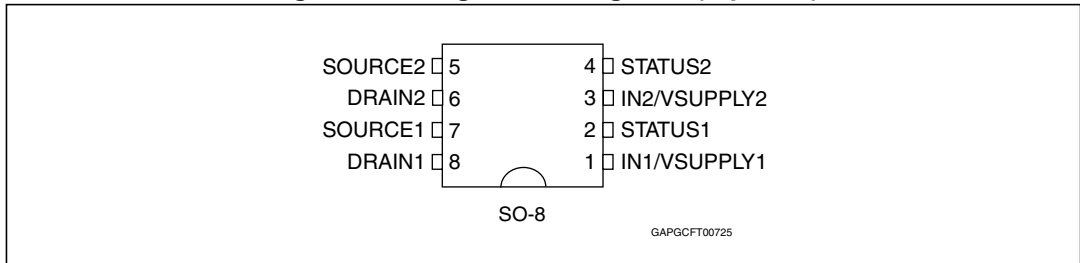 SOURCE2 5 4 STATUS2
DRAIN2 6 3 IN2/VSUPPLY2
SOURCE1 7 2 STATUS1
DRAIN1 8 1 IN1/VSUPPLY1
SO-8
GAPGCFT00725